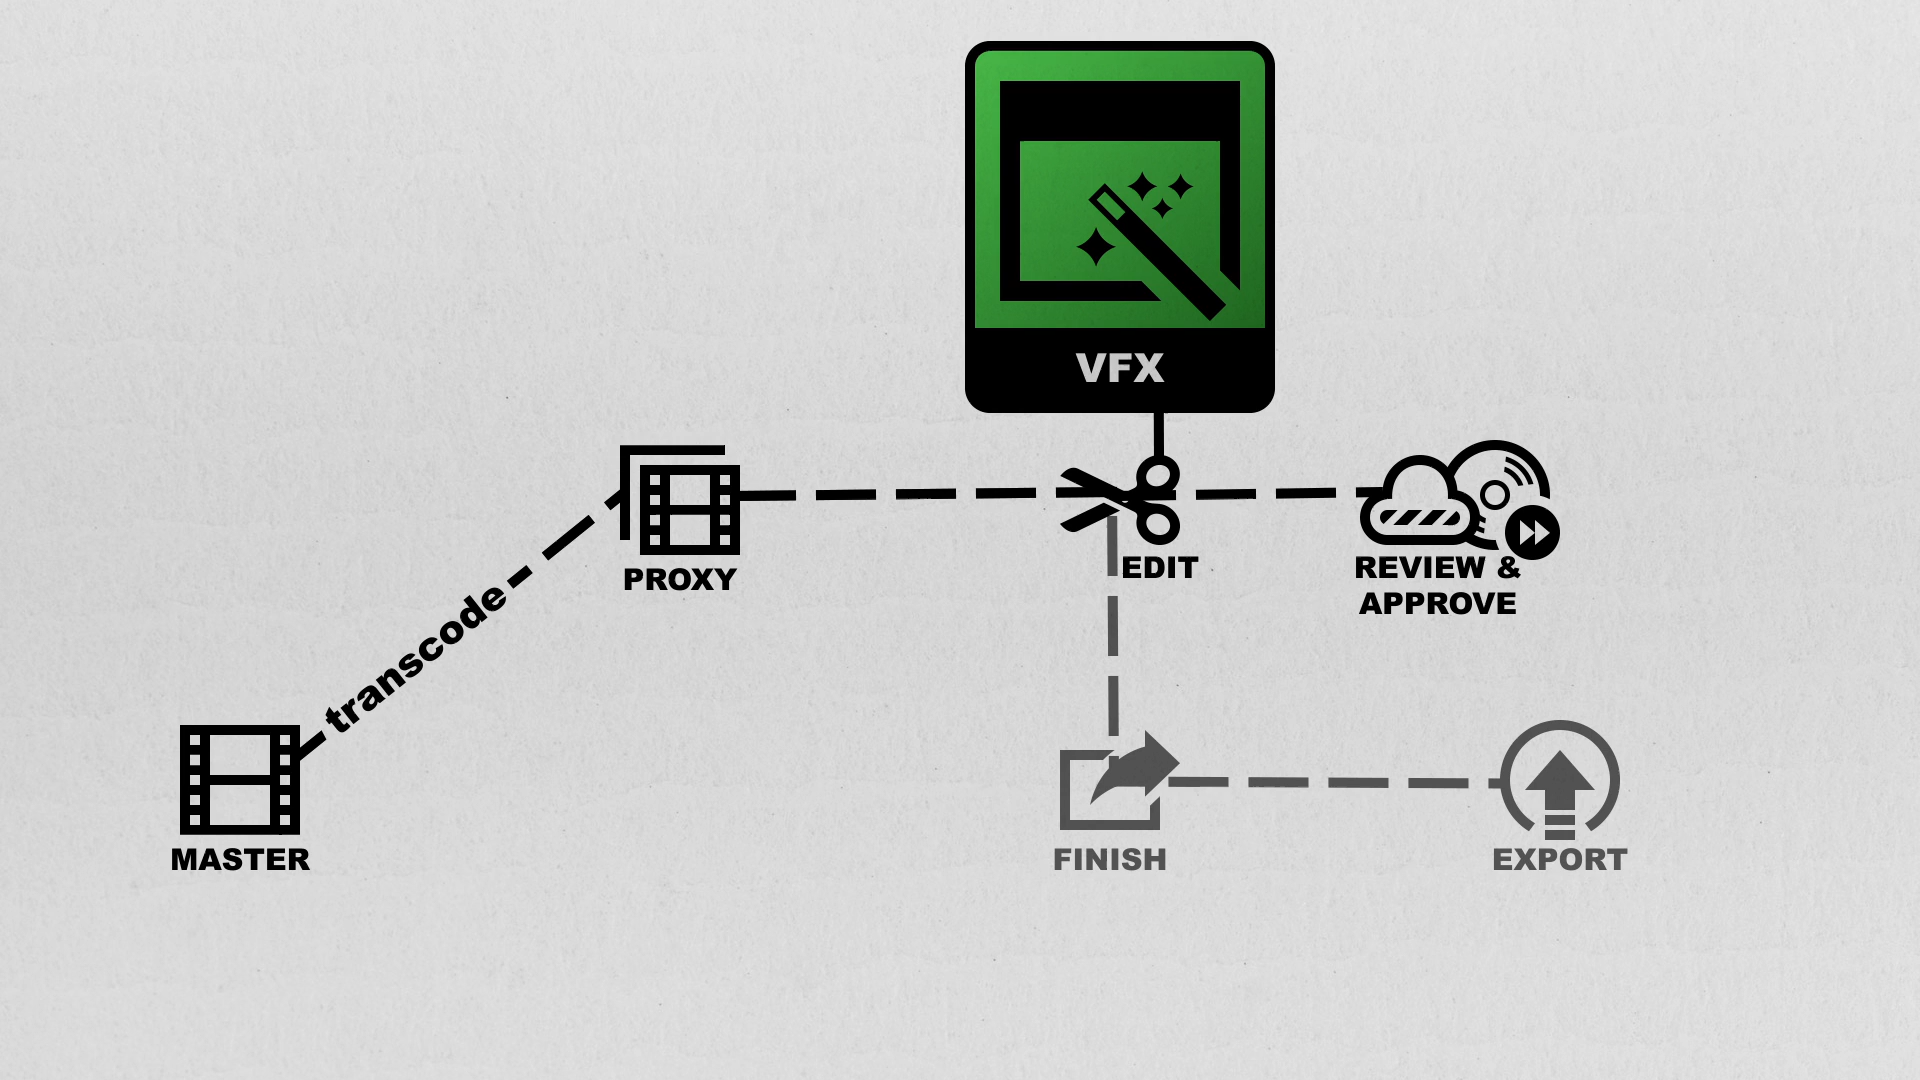 VFX
PROXY
EDIT
REVIEW &
APPROVE
transcode
MASTER
FINISH
EXPORT